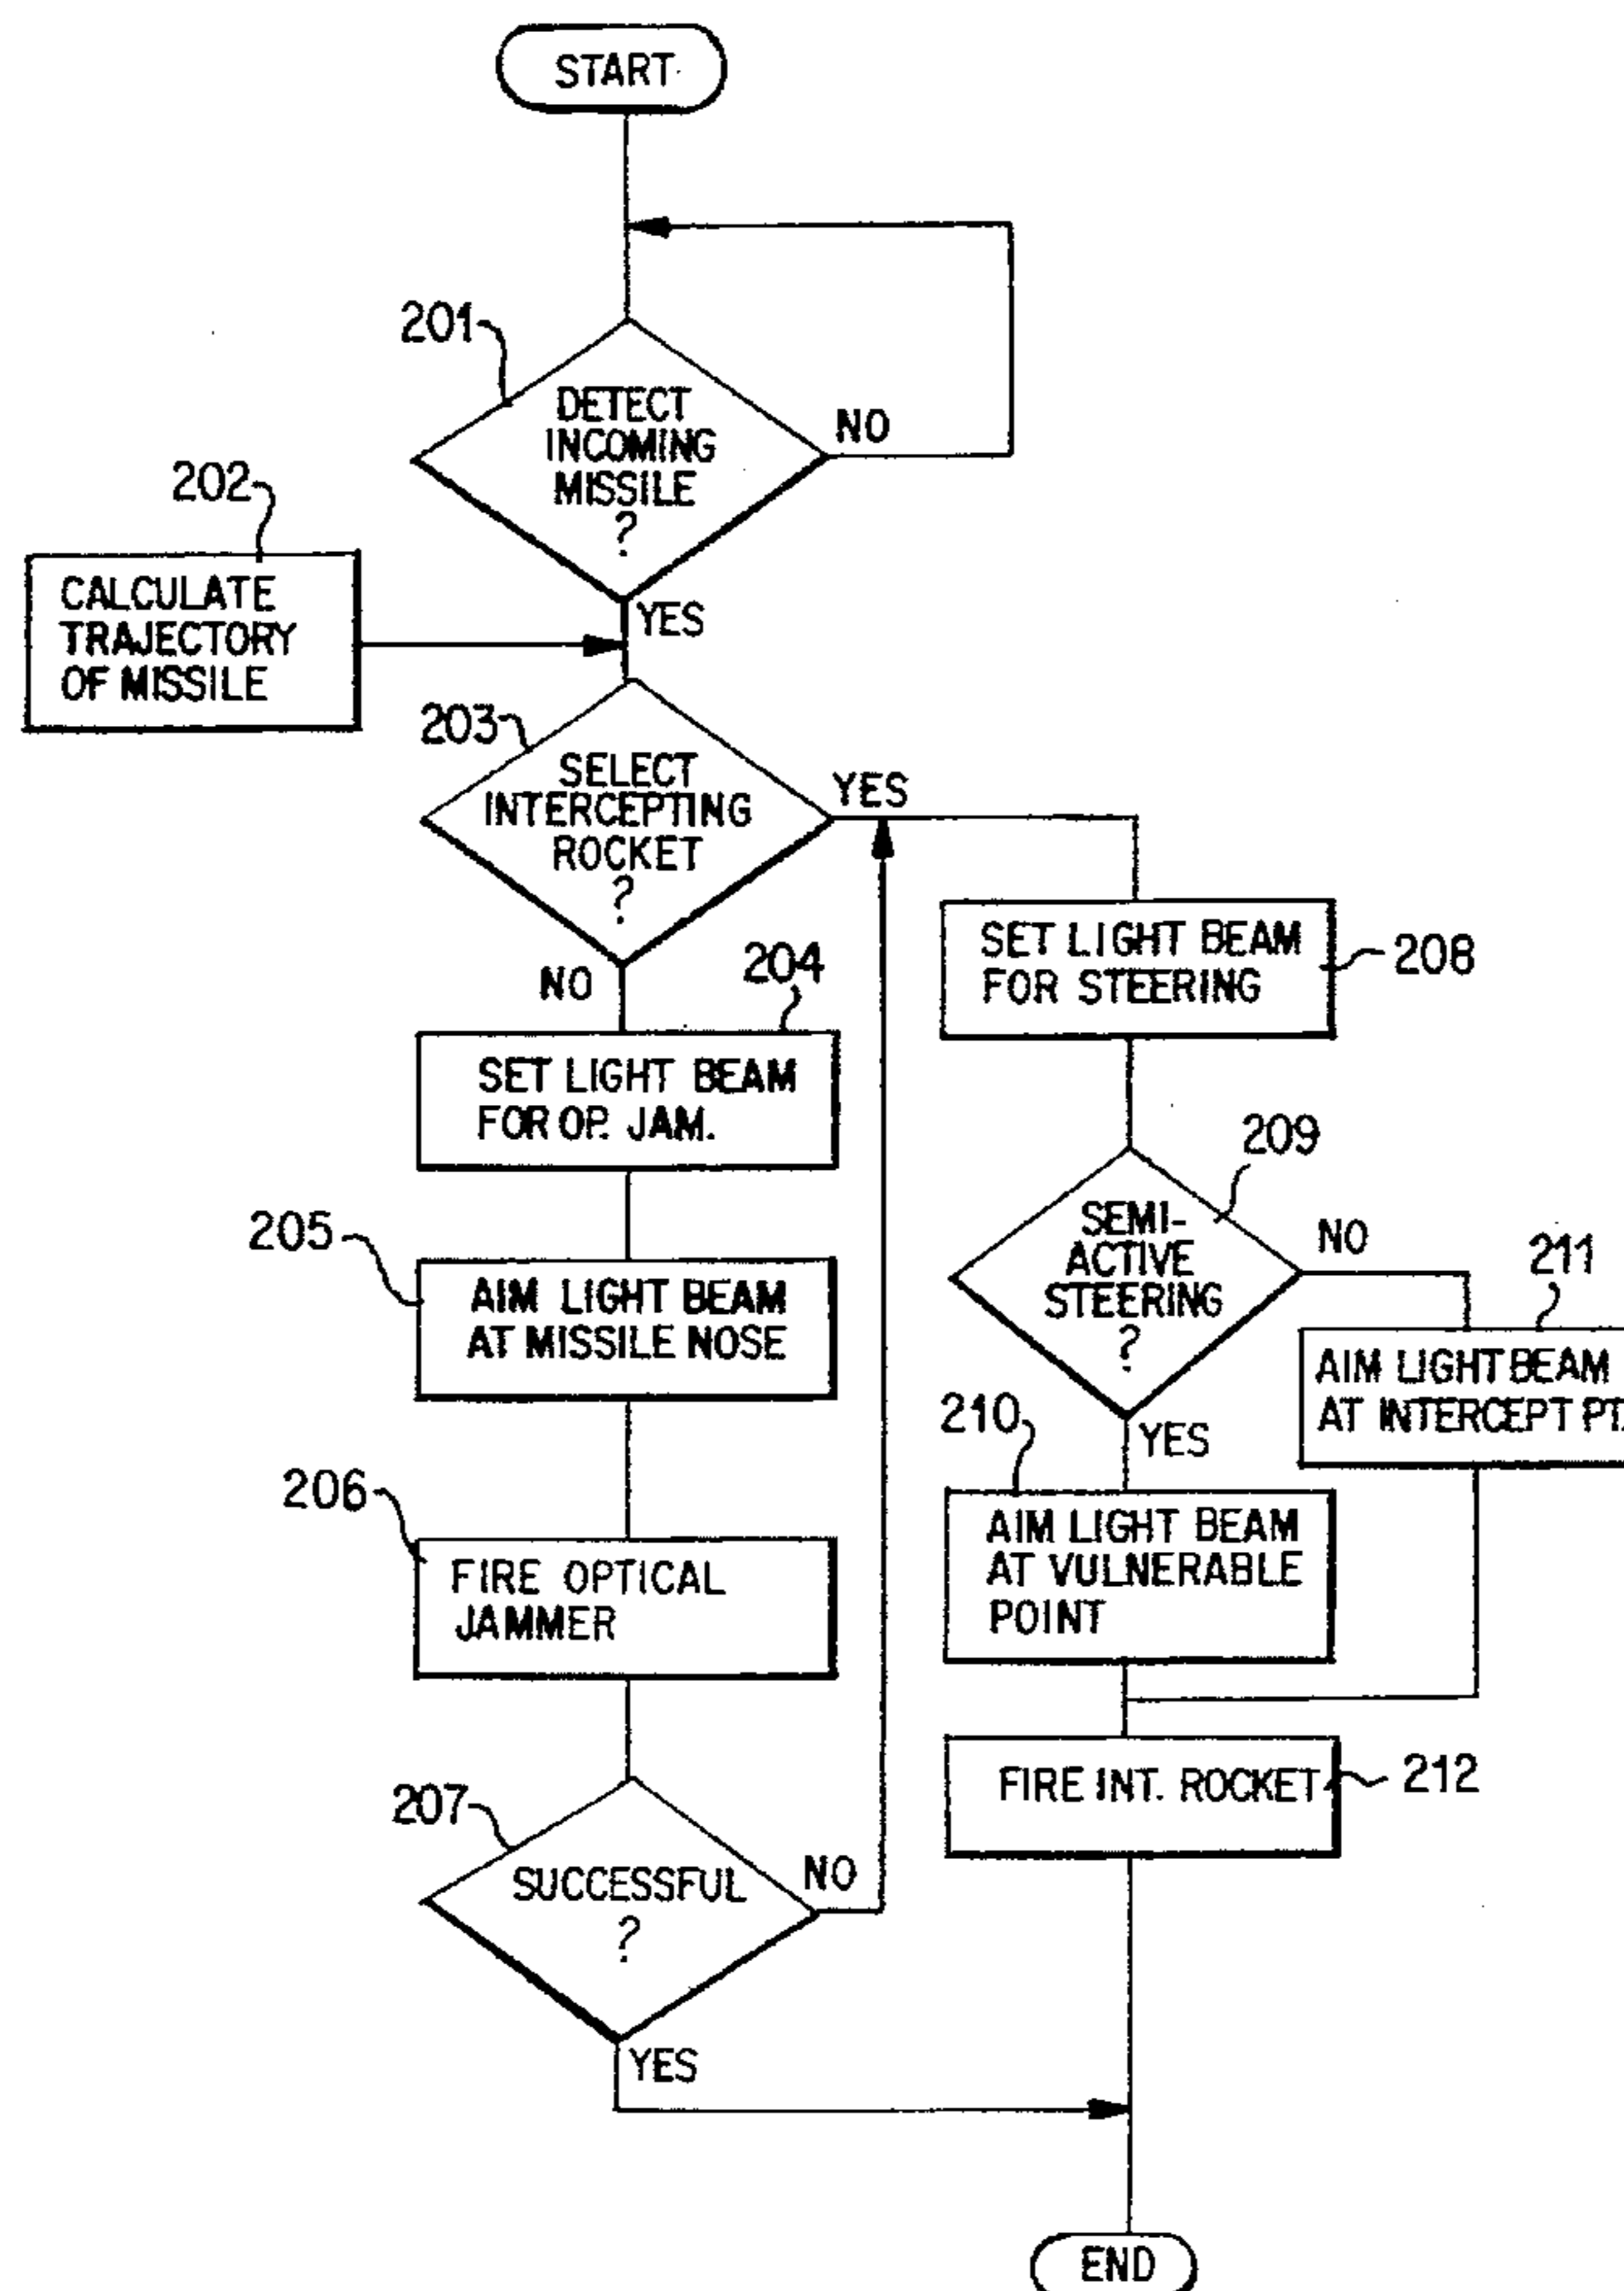 START
201
DETECT
INCOMING
MISSILE
?
NO
YES
202
CALCULATE
TRAJECTORY
OF MISSILE
203
SELECT
INTERCEPTING
ROCKET
?
YES
NO
204
SET LIGHT BEAM
FOR OP. JAM.
205
AIM LIGHT BEAM
AT MISSILE NOSE
206
FIRE OPTICAL
JAMMER
207
SUCCESSFUL
?
NO
YES
SET LIGHT BEAM
FOR STEERING
208
209
SEMI-
ACTIVE
STEERING
?
NO
YES
211
AIM LIGHT BEAM
AT INTERCEPT PT.
210
AIM LIGHT BEAM
AT VULNERABLE
POINT
FIRE INT. ROCKET
212
END